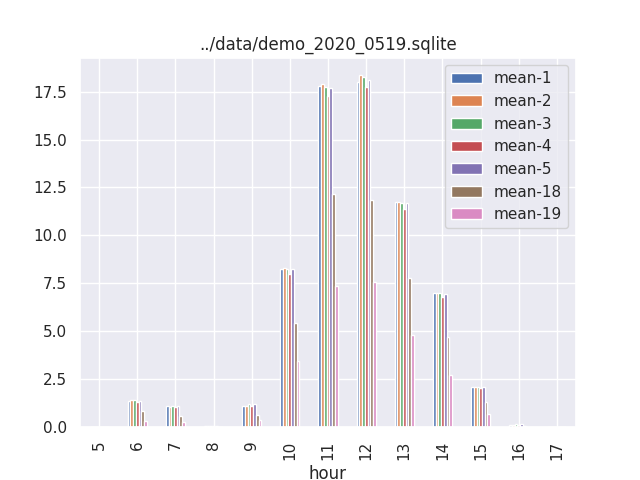 ../data/demo_2020_0519.sqlite
17.5
15.0
12.5
10.0
7.5
5.0
2.5
0.0
mean-1
mean-2
mean-3
mean-4
mean-5
mean-18
mean-19
5 6 7 8 9 10 11 12 13 14 15 16 17
hour